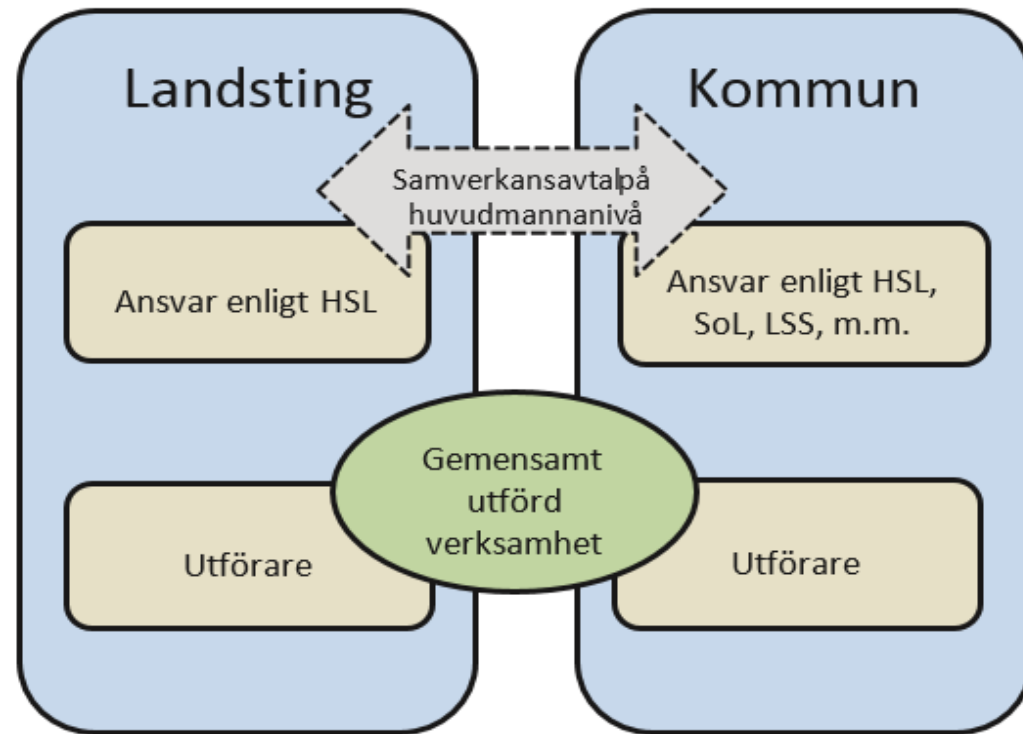 Landsting
Kommun
Samverkansavtalpå
huvudmannanivå
Ansvar enligt HSL
Ansvar enligt HSL,
SoL, LSS, m.m.
Gemensamt
utförd
verksamhet
Utförare
Utförare